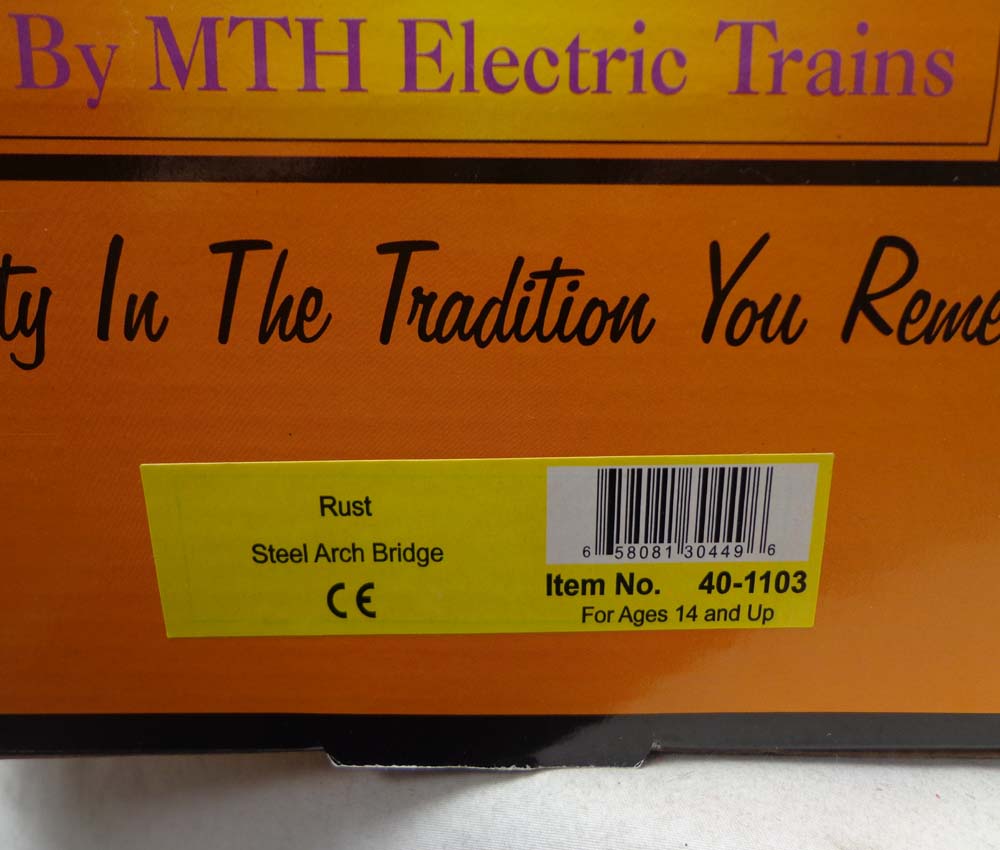 By MTH Electric Trains
ty In The Tradition You Reme
Rust
Steel Arch Bridge
CE
6 58081 30449 6
Item No. 40-1103
For Ages 14 and Up